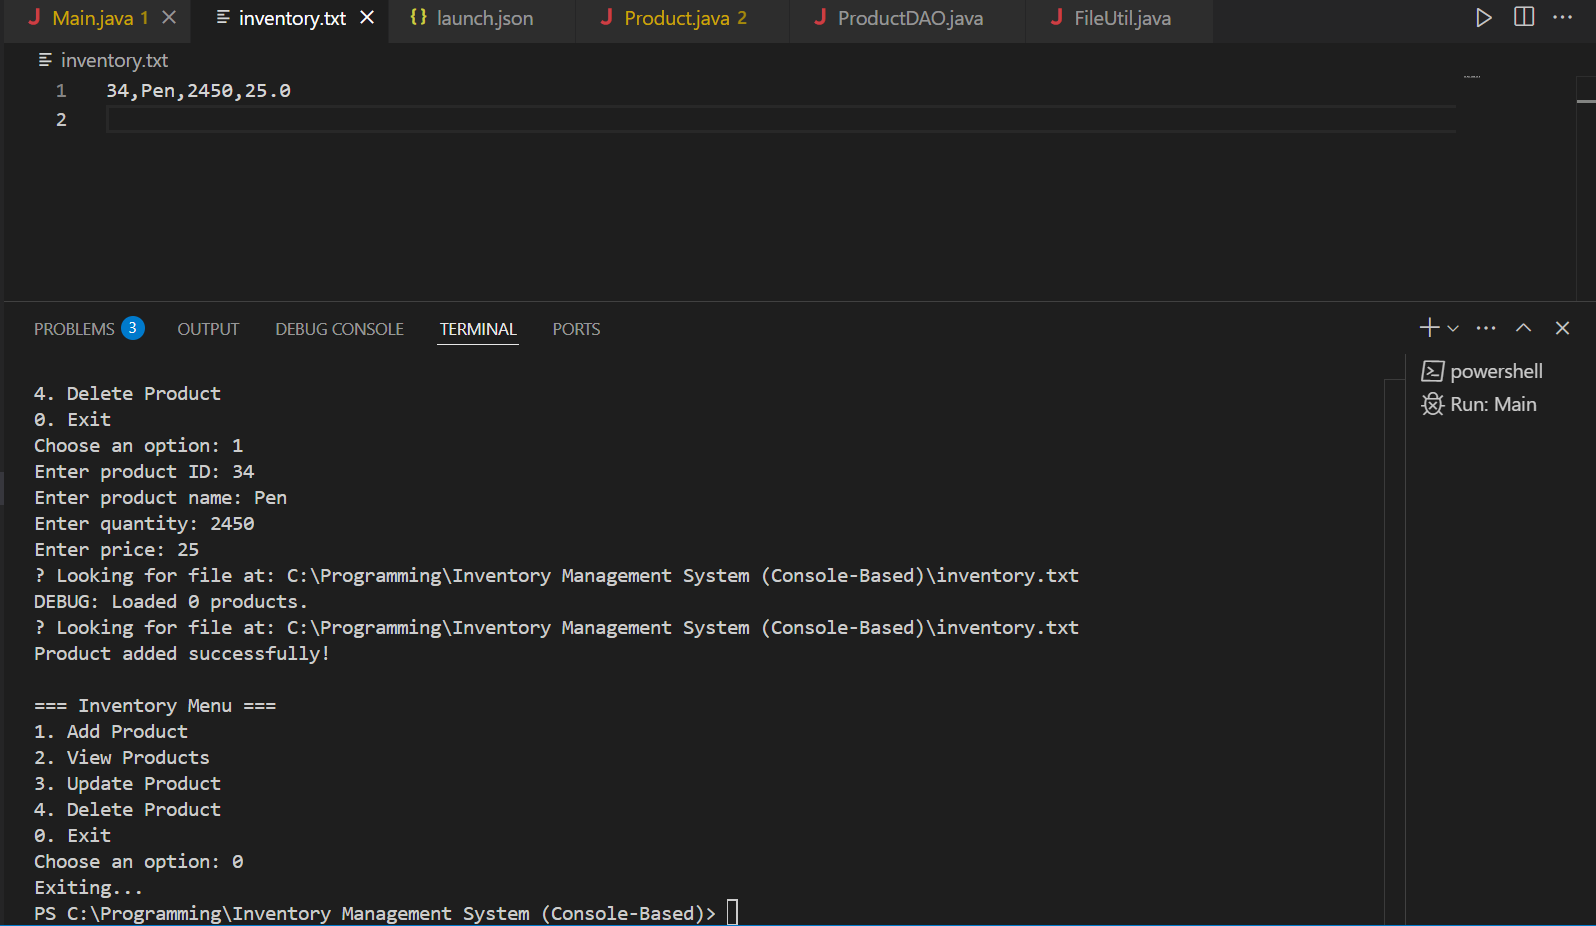 Main.java 1 inventory.txt launch.json Product.java 2 ProductDAO.java FileUtil.java
inventory.txt
1 34,Pen,2450,25.0
2
PROBLEMS 3 OUTPUT DEBUG CONSOLE TERMINAL PORTS
powershell
Run: Main
4. Delete Product
0. Exit
Choose an option: 1
Enter product ID: 34
Enter product name: Pen
Enter quantity: 2450
Enter price: 25
? Looking for file at: C:\Programming\Inventory Management System (Console-Based)\inventory.txt
DEBUG: Loaded 0 products.
? Looking for file at: C:\Programming\Inventory Management System (Console-Based)\inventory.txt
Product added successfully!
=== Inventory Menu ===
1. Add Product
2. View Products
3. Update Product
4. Delete Product
0. Exit
Choose an option: 0
Exiting...
PS C:\Programming\Inventory Management System (Console-Based)>